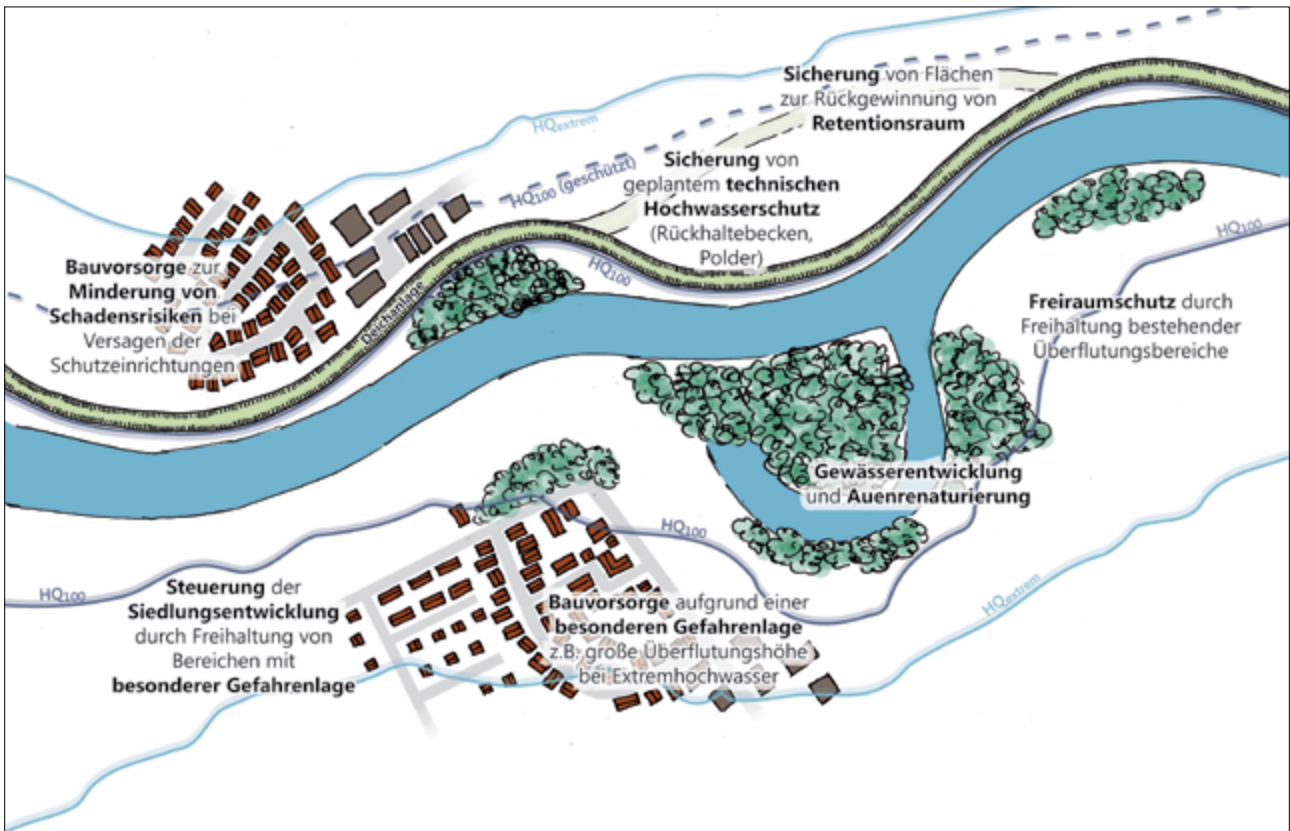 Sicherung von Flächen
zur Rückgewinnung von
Retentionsraum
HQextrem
Sicherung von
geplantem technischen
Hochwasserschutz
(Rückhaltebecken,
Polder)
HQ100 (geschützt)
HQ100
HQ100
Bauvorsorge zur
Minderung von
Schadensrisiken bei
Versagen der
Schutzeinrichtungen
Deichanlage
Freiraumschutz durch
Freihaltung bestehender
Überflutungsbereiche
Gewässerentwicklung
und Auenrenaturierung
HQ100
HQ100
HQextrem
Steuerung der
Siedlungsentwicklung
durch Freihaltung von
Bereichen mit
besonderer Gefahrenlage
Bauvorsorge aufgrund einer
besonderen Gefahrenlage
z.B. große Überflutungshöhe
bei Extremhochwasser